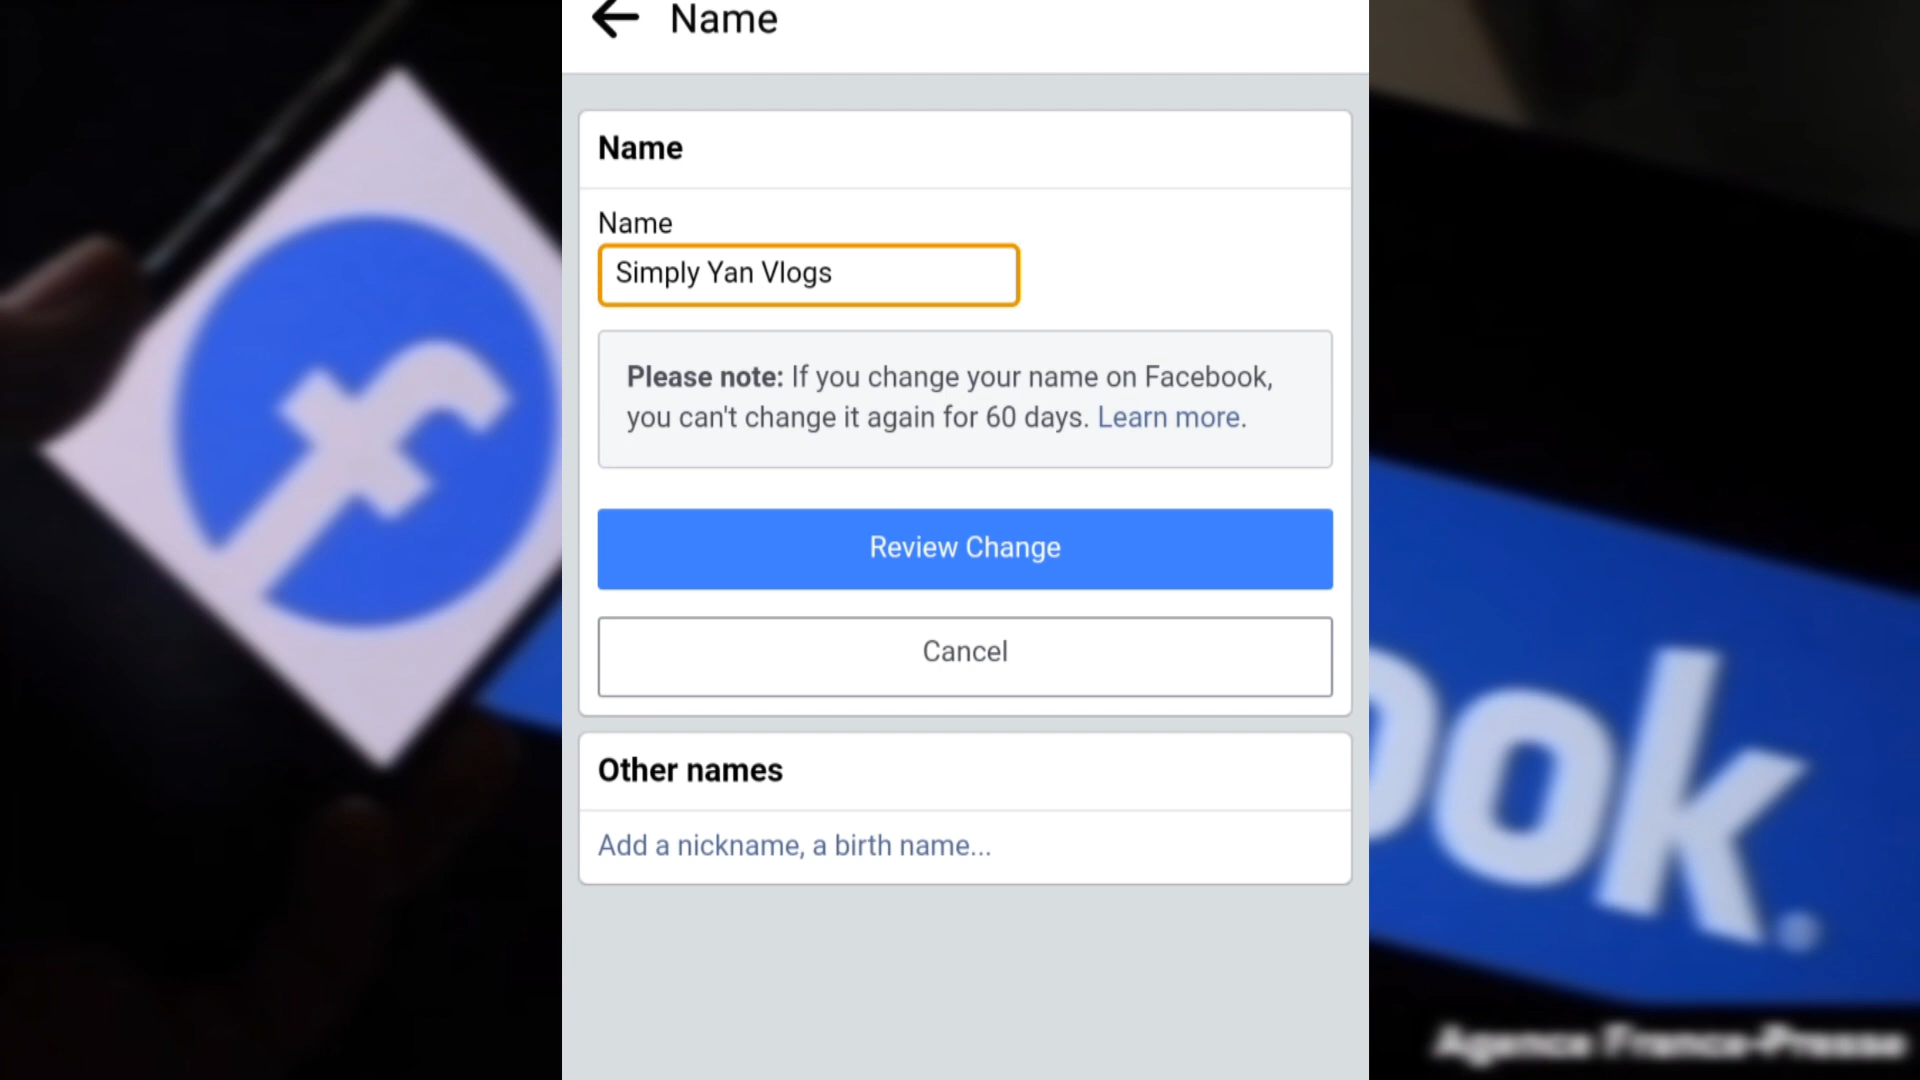 Name
Name
Name
Simply Yan Vlogs
Please note: If you change your name on Facebook,
you can't change it again for 60 days. Learn more.
Review Change
Cancel
Other names
Add a nickname, a birth name...
ook.
Agence France-Presse